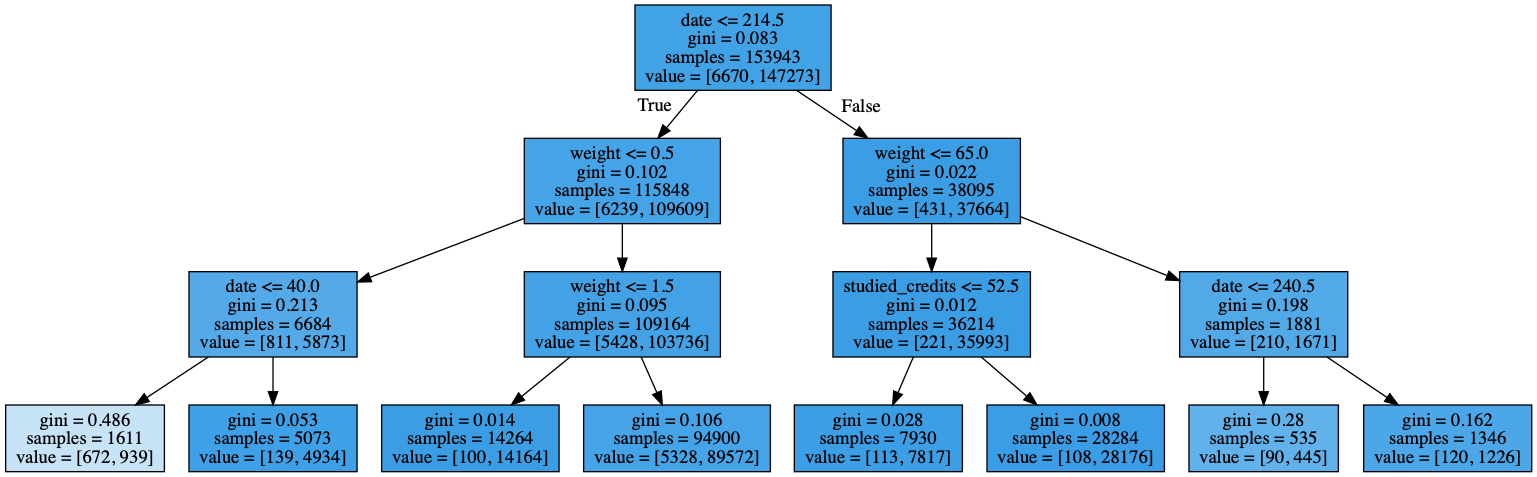 date <= 214.5
gini = 0.083
samples = 153943
value = [6670, 147273]
True
False
weight <= 0.5
gini = 0.102
samples = 115848
value = [6239, 109609]
weight <= 65.0
gini = 0.022
samples = 38095
value = [431, 37664]
date <= 40.0
gini = 0.213
samples = 6684
value = [811, 5873]
weight <= 1.5
gini = 0.095
samples = 109164
value = [5428, 103736]
studied_credits <= 52.5
gini = 0.012
samples = 36214
value = [221, 35993]
date <= 240.5
gini = 0.198
samples = 1881
value = [210, 1671]
gini = 0.486
samples = 1611
value = [672, 939]
gini = 0.053
samples = 5073
value = [139, 4934]
gini = 0.014
samples = 14264
value = [100, 14164]
gini = 0.106
samples = 94900
value = [5328, 89572]
gini = 0.028
samples = 7930
value = [113, 7817]
gini = 0.008
samples = 28284
value = [108, 28176]
gini = 0.28
samples = 535
value = [90, 445]
gini = 0.162
samples = 1346
value = [120, 1226]